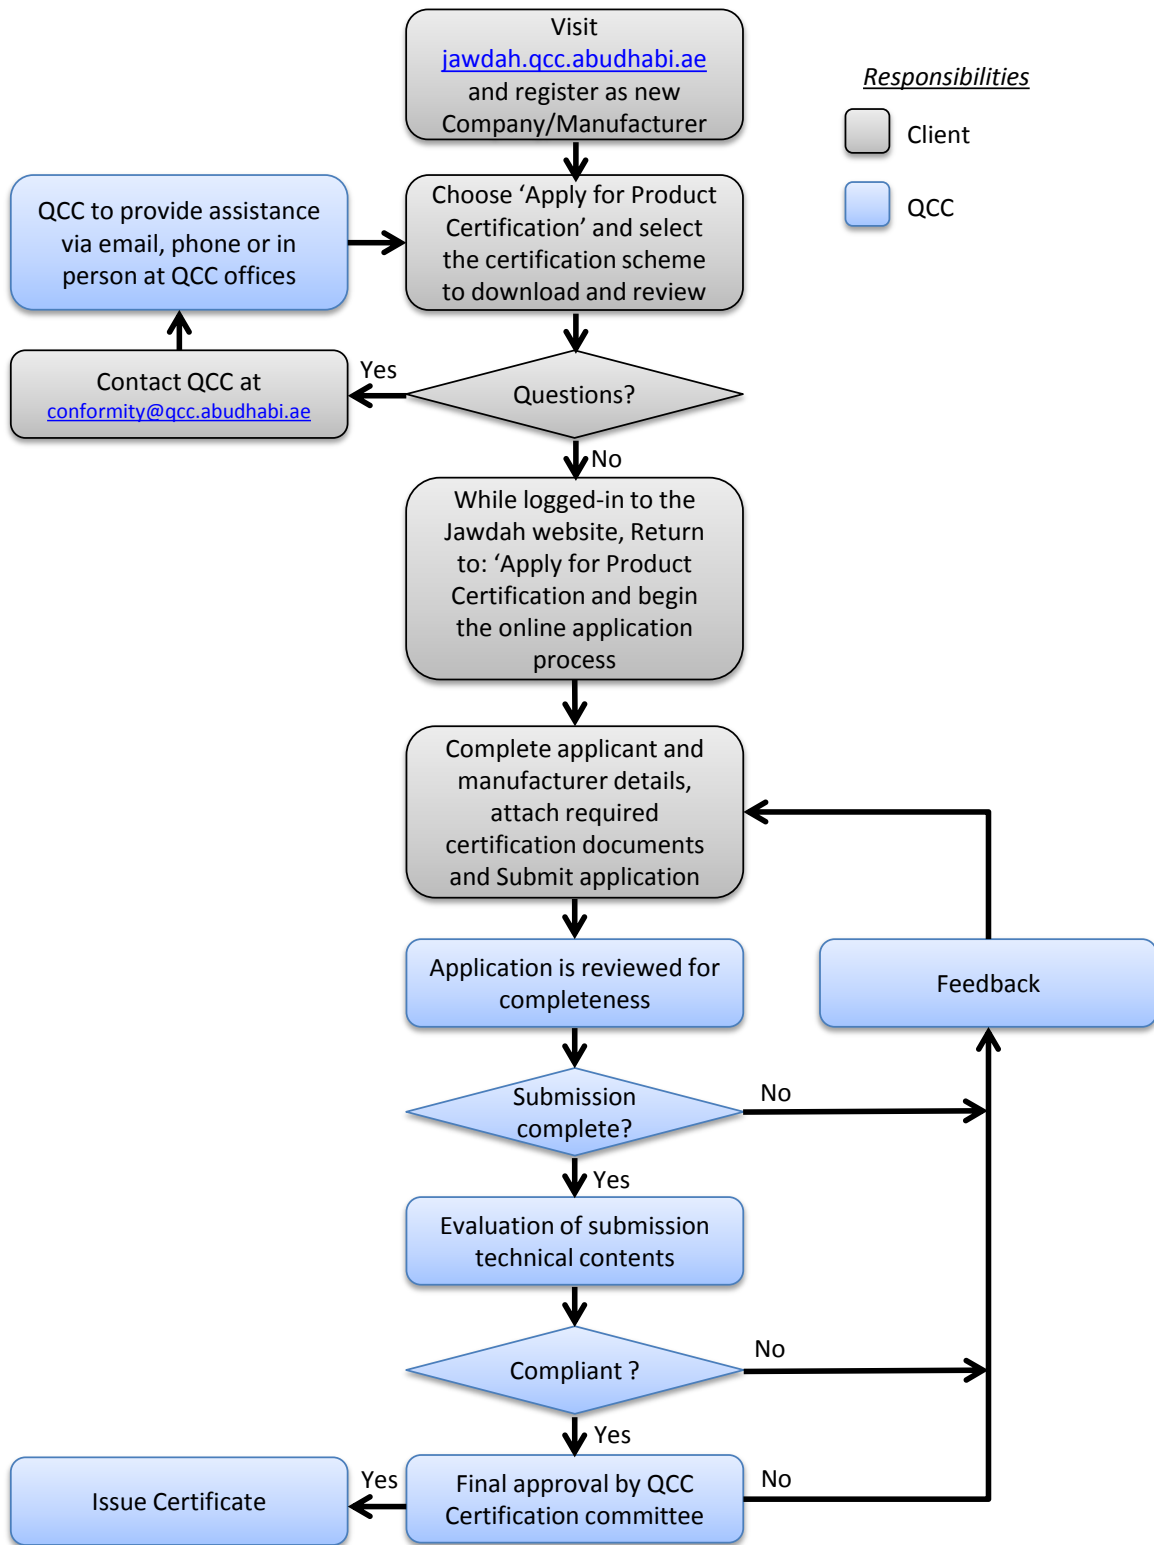 Visit
jawdah.qcc.abudhabi.ae
and register as new
Company/Manufacturer
Responsibilities
Client
QCC
QCC to provide assistance
via email, phone or in
person at QCC offices
Choose ‘Apply for Product
Certification’ and select
the certification scheme
to download and review
Contact QCC at
conformity@qcc.abudhabi.ae
Yes
Questions?
No
While logged-in to the
Jawdah website, Return
to: ‘Apply for Product
Certification and begin
the online application
process
Complete applicant and
manufacturer details,
attach required
certification documents
and Submit application
Application is reviewed for
completeness
Feedback
Submission
complete?
No
Yes
Evaluation of submission
technical contents
Compliant ?
No
Yes
Issue Certificate
Yes
Final approval by QCC
Certification committee
No